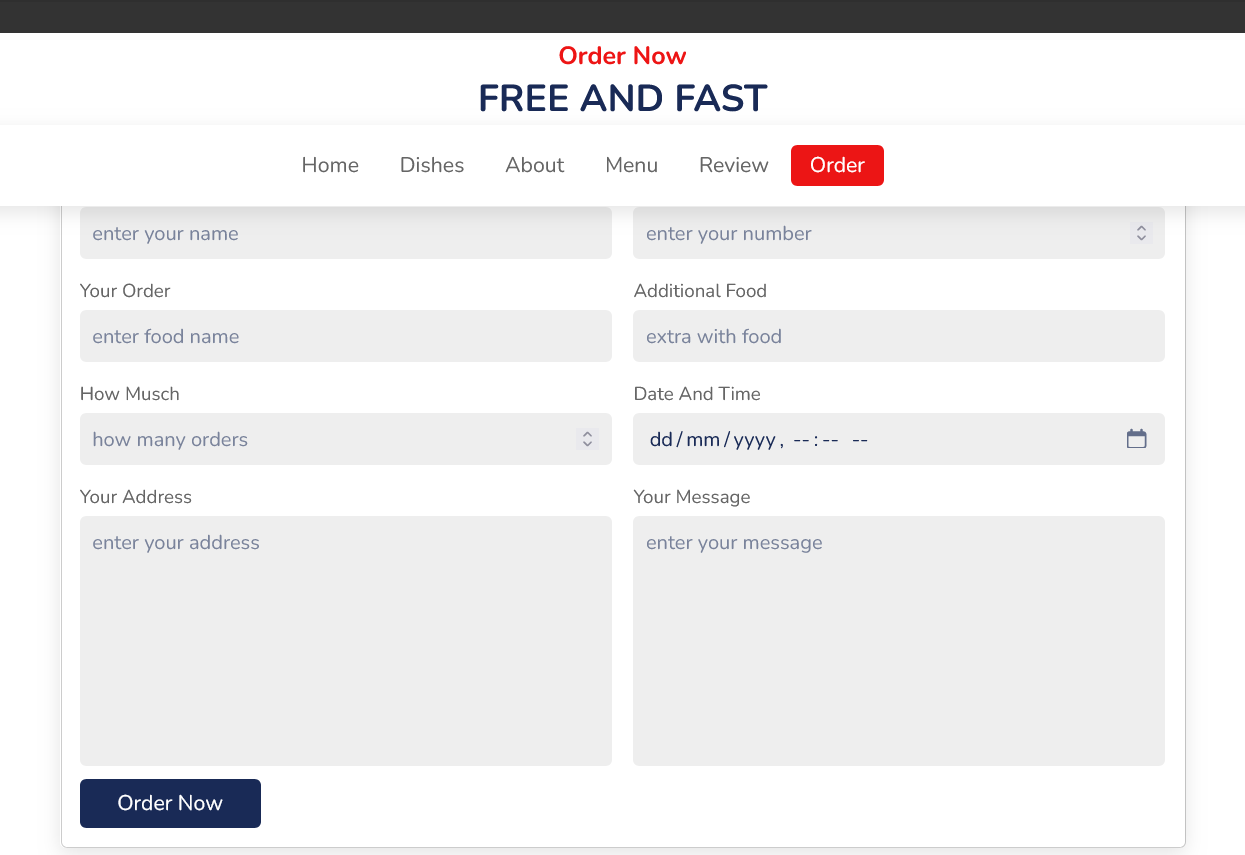 Order Now
FREE AND FAST
Home Dishes About Menu Review Order
enter your name enter your number
Your Order Additional Food
enter food name extra with food
How Musch Date And Time
how many orders dd/mm/yyyy, --:-- --
Your Address Your Message
enter your address enter your message
Order Now